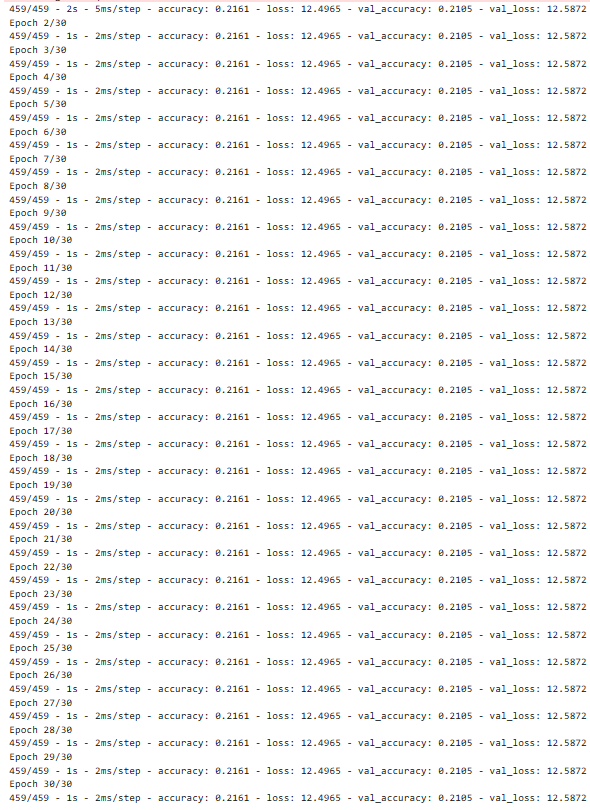 459/459 - 2s - 5ms/step - accuracy: 0.2161 - loss: 12.4965 - val_accuracy: 0.2105 - val_loss: 12.5872
Epoch 2/30
459/459 - 1s - 2ms/step - accuracy: 0.2161 - loss: 12.4965 - val_accuracy: 0.2105 - val_loss: 12.5872
Epoch 3/30
459/459 - 1s - 2ms/step - accuracy: 0.2161 - loss: 12.4965 - val_accuracy: 0.2105 - val_loss: 12.5872
Epoch 4/30
459/459 - 1s - 2ms/step - accuracy: 0.2161 - loss: 12.4965 - val_accuracy: 0.2105 - val_loss: 12.5872
Epoch 5/30
459/459 - 1s - 2ms/step - accuracy: 0.2161 - loss: 12.4965 - val_accuracy: 0.2105 - val_loss: 12.5872
Epoch 6/30
459/459 - 1s - 2ms/step - accuracy: 0.2161 - loss: 12.4965 - val_accuracy: 0.2105 - val_loss: 12.5872
Epoch 7/30
459/459 - 1s - 2ms/step - accuracy: 0.2161 - loss: 12.4965 - val_accuracy: 0.2105 - val_loss: 12.5872
Epoch 8/30
459/459 - 1s - 2ms/step - accuracy: 0.2161 - loss: 12.4965 - val_accuracy: 0.2105 - val_loss: 12.5872
Epoch 9/30
459/459 - 1s - 2ms/step - accuracy: 0.2161 - loss: 12.4965 - val_accuracy: 0.2105 - val_loss: 12.5872
Epoch 10/30
459/459 - 1s - 2ms/step - accuracy: 0.2161 - loss: 12.4965 - val_accuracy: 0.2105 - val_loss: 12.5872
Epoch 11/30
459/459 - 1s - 2ms/step - accuracy: 0.2161 - loss: 12.4965 - val_accuracy: 0.2105 - val_loss: 12.5872
Epoch 12/30
459/459 - 1s - 2ms/step - accuracy: 0.2161 - loss: 12.4965 - val_accuracy: 0.2105 - val_loss: 12.5872
Epoch 13/30
459/459 - 1s - 2ms/step - accuracy: 0.2161 - loss: 12.4965 - val_accuracy: 0.2105 - val_loss: 12.5872
Epoch 14/30
459/459 - 1s - 2ms/step - accuracy: 0.2161 - loss: 12.4965 - val_accuracy: 0.2105 - val_loss: 12.5872
Epoch 15/30
459/459 - 1s - 2ms/step - accuracy: 0.2161 - loss: 12.4965 - val_accuracy: 0.2105 - val_loss: 12.5872
Epoch 16/30
459/459 - 1s - 2ms/step - accuracy: 0.2161 - loss: 12.4965 - val_accuracy: 0.2105 - val_loss: 12.5872
Epoch 17/30
459/459 - 1s - 2ms/step - accuracy: 0.2161 - loss: 12.4965 - val_accuracy: 0.2105 - val_loss: 12.5872
Epoch 18/30
459/459 - 1s - 2ms/step - accuracy: 0.2161 - loss: 12.4965 - val_accuracy: 0.2105 - val_loss: 12.5872
Epoch 19/30
459/459 - 1s - 2ms/step - accuracy: 0.2161 - loss: 12.4965 - val_accuracy: 0.2105 - val_loss: 12.5872
Epoch 20/30
459/459 - 1s - 2ms/step - accuracy: 0.2161 - loss: 12.4965 - val_accuracy: 0.2105 - val_loss: 12.5872
Epoch 21/30
459/459 - 1s - 2ms/step - accuracy: 0.2161 - loss: 12.4965 - val_accuracy: 0.2105 - val_loss: 12.5872
Epoch 22/30
459/459 - 1s - 2ms/step - accuracy: 0.2161 - loss: 12.4965 - val_accuracy: 0.2105 - val_loss: 12.5872
Epoch 23/30
459/459 - 1s - 2ms/step - accuracy: 0.2161 - loss: 12.4965 - val_accuracy: 0.2105 - val_loss: 12.5872
Epoch 24/30
459/459 - 1s - 2ms/step - accuracy: 0.2161 - loss: 12.4965 - val_accuracy: 0.2105 - val_loss: 12.5872
Epoch 25/30
459/459 - 1s - 2ms/step - accuracy: 0.2161 - loss: 12.4965 - val_accuracy: 0.2105 - val_loss: 12.5872
Epoch 26/30
459/459 - 1s - 2ms/step - accuracy: 0.2161 - loss: 12.4965 - val_accuracy: 0.2105 - val_loss: 12.5872
Epoch 27/30
459/459 - 1s - 2ms/step - accuracy: 0.2161 - loss: 12.4965 - val_accuracy: 0.2105 - val_loss: 12.5872
Epoch 28/30
459/459 - 1s - 2ms/step - accuracy: 0.2161 - loss: 12.4965 - val_accuracy: 0.2105 - val_loss: 12.5872
Epoch 29/30
459/459 - 1s - 2ms/step - accuracy: 0.2161 - loss: 12.4965 - val_accuracy: 0.2105 - val_loss: 12.5872
Epoch 30/30
459/459 - 1s - 2ms/step - accuracy: 0.2161 - loss: 12.4965 - val_accuracy: 0.2105 - val_loss: 12.5872